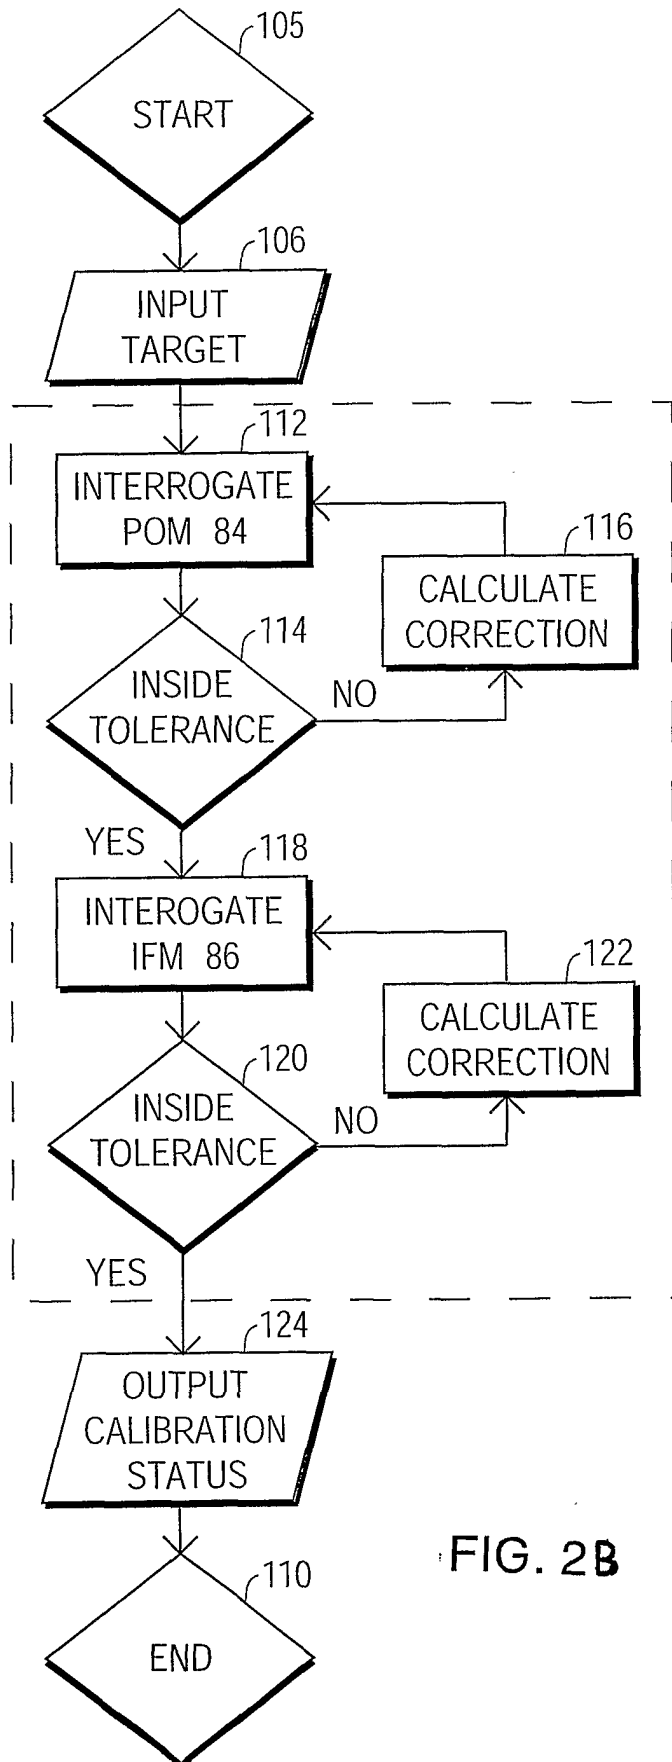 105
START
106
INPUT
TARGET
112
INTERROGATE
POM 84
116
CALCULATE
CORRECTION
114
INSIDE
TOLERANCE
NO
YES
118
INTEROGATE
IFM 86
122
CALCULATE
CORRECTION
120
INSIDE
TOLERANCE
NO
YES
124
OUTPUT
CALIBRATION
STATUS
110
END
FIG. 2B